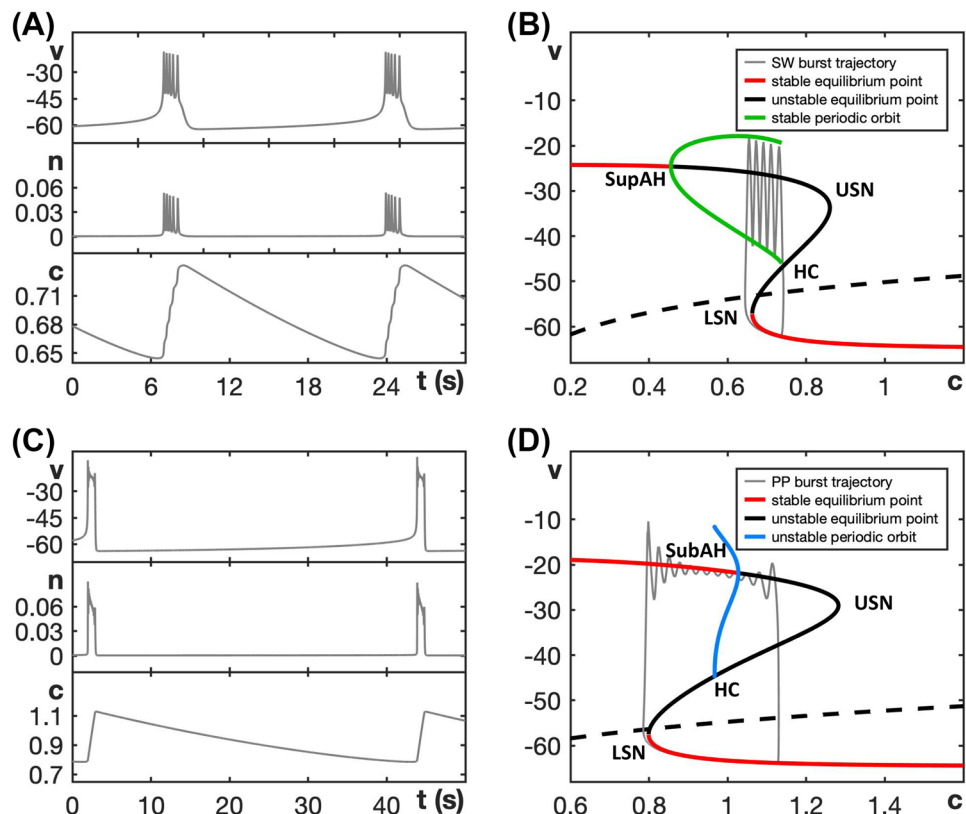 (A)
v
-30
-45
-60
n
0.06
0.03
0
c
0.71
0.68
0.65
0 6 12 18 24 t (s)
(B)
v
-10
-20
-30
-40
-50
-60
SW burst trajectory
stable equilibrium point
unstable equilibrium point
stable periodic orbit
SupAH
USN
HC
LSN
0.2 0.4 0.6 0.8 1 c
(C)
v
-30
-45
-60
n
0.06
0.03
0
c
1.1
0.9
0.7
0 10 20 30 40 t (s)
(D)
v
-10
-20
-30
-40
-50
-60
PP burst trajectory
stable equilibrium point
unstable equilibrium point
unstable periodic orbit
SubAH
USN
HC
LSN
0.6 0.8 1 1.2 1.4 c